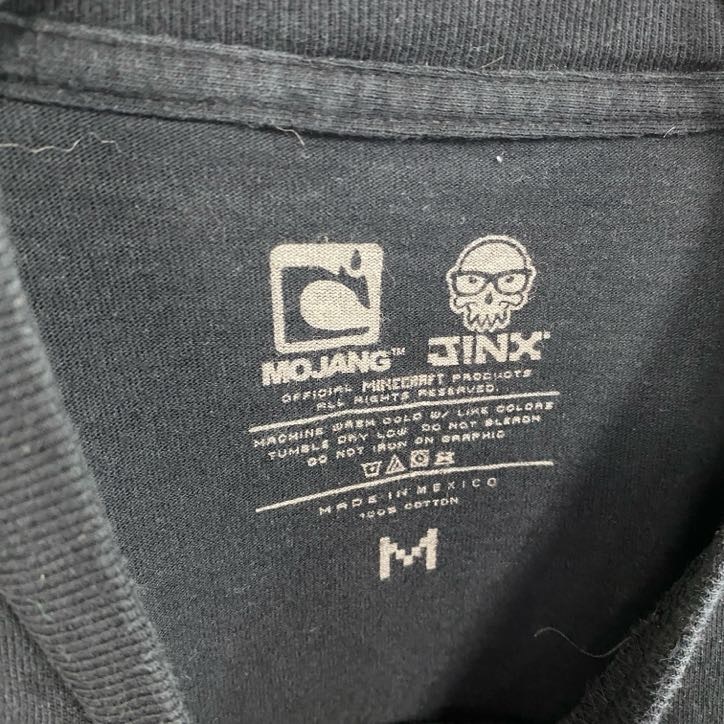 MOJANG™ JINX®
OFFICIAL MINECRAFT PRODUCTS
ALL RIGHTS RESERVED.
MACHINE WASH COLD W/ LIKE COLORS
TUMBLE DRY LOW DO NOT BLEACH
DO NOT IRON ON GRAPHIC
MADE IN MEXICO
100% COTTON
M